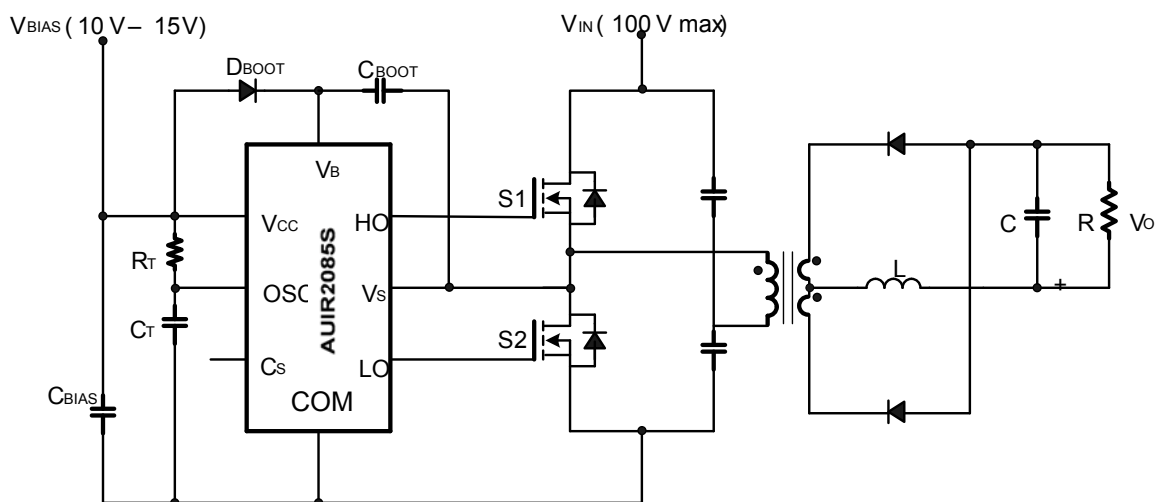 VBIAS( 10 V – 15V)
VIN( 100 V max)
DBOOT
CBOOT
VB
S1
VCC
HO
C
R
VO
RT
L
OSC
AUIR2085S
VS
+
CT
S2
CS
LO
CBIAS
COM